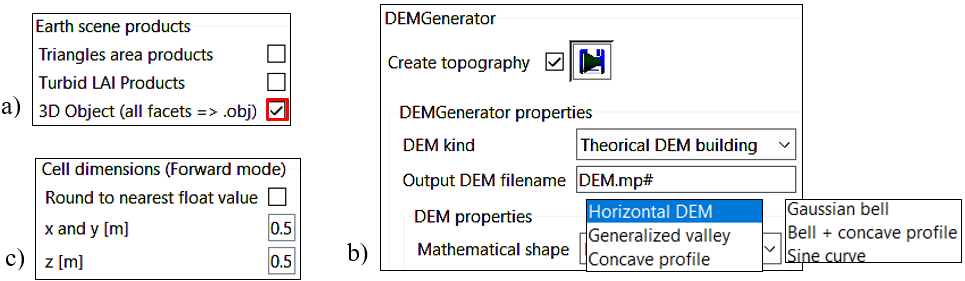 a)
Earth scene products
Triangles area products
Turbid LAI Products
3D Object (all facets => .obj)
c)
Cell dimensions (Forward mode)
Round to nearest float value
x and y [m] 0.5
z [m] 0.5
b)
DEMGenerator
Create topography
DEMGenerator properties
DEM kind Theorical DEM building
Output DEM filename DEM.mp#
DEM properties
Mathematical shape
Horizontal DEM
Generalized valley
Concave profile
Gaussian bell
Bell + concave profile
Sine curve